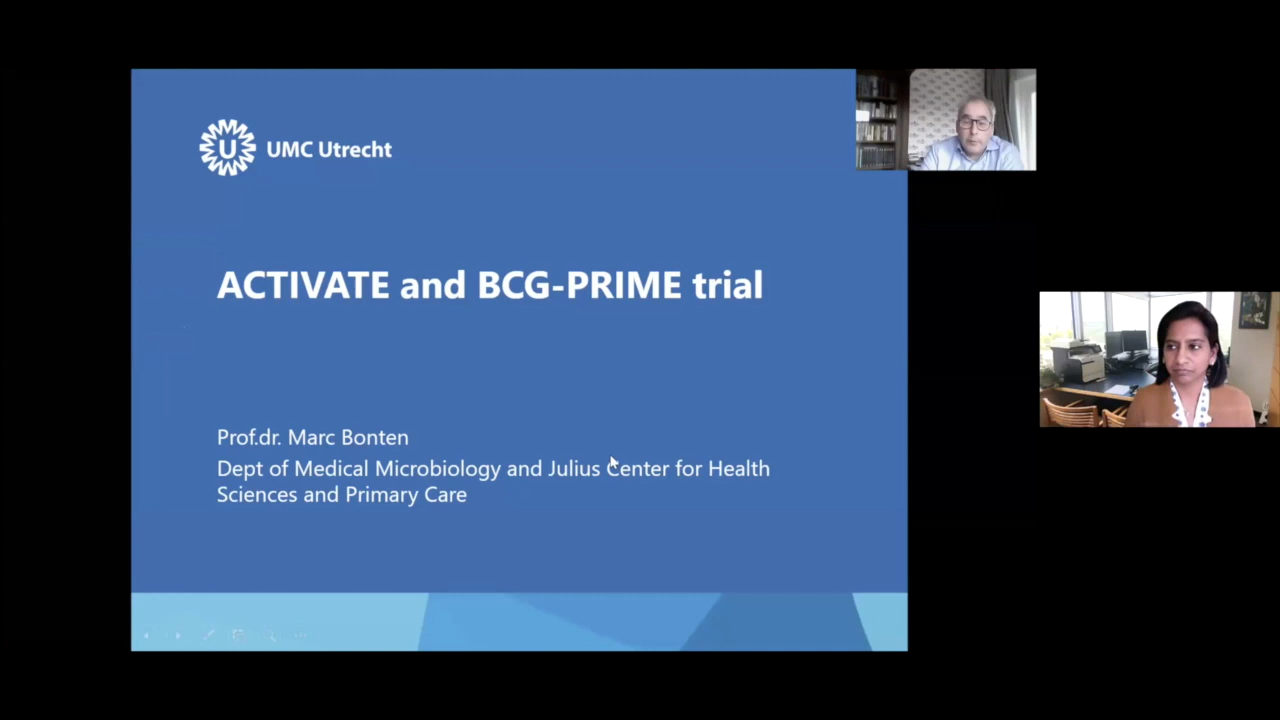 UMC Utrecht
ACTIVATE and BCG-PRIME trial
Prof.dr. Marc Bonten
Dept of Medical Microbiology and Julius Center for Health
Sciences and Primary Care